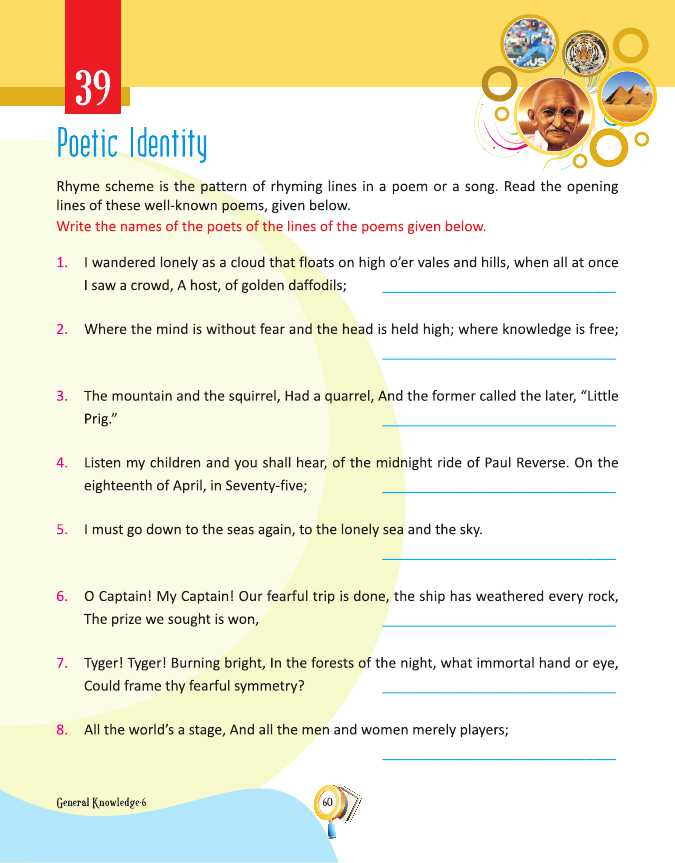 39
Poetic Identity
Rhyme scheme is the pattern of rhyming lines in a poem or a song. Read the opening
lines of these well-known poems, given below.
Write the names of the poets of the lines of the poems given below.
1. I wandered lonely as a cloud that floats on high o’er vales and hills, when all at once
I saw a crowd, A host, of golden daffodils;
2. Where the mind is without fear and the head is held high; where knowledge is free;
3. The mountain and the squirrel, Had a quarrel, And the former called the later, “Little
Prig.”
4. Listen my children and you shall hear, of the midnight ride of Paul Reverse. On the
eighteenth of April, in Seventy-five;
5. I must go down to the seas again, to the lonely sea and the sky.
6. O Captain! My Captain! Our fearful trip is done, the ship has weathered every rock,
The prize we sought is won,
7. Tyger! Tyger! Burning bright, In the forests of the night, what immortal hand or eye,
Could frame thy fearful symmetry?
8. All the world’s a stage, And all the men and women merely players;
General Knowledge-6
60